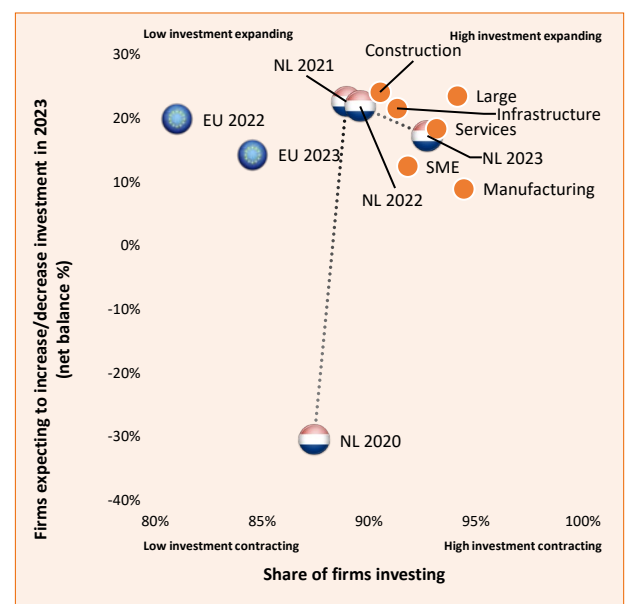 Low investment expanding
High investment expanding
Firms expecting to increase/decrease investment in 2023
(net balance %)
30%
20%
10%
0%
-10%
-20%
-30%
-40%
Construction
NL 2021
Large
Infrastructure
EU 2022
Services
EU 2023
NL 2023
SME
NL 2022
Manufacturing
NL 2020
80%
85%
90%
95%
100%
Low investment contracting
High investment contracting
Share of firms investing